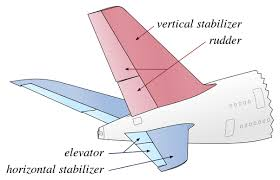 vertical stabilizer
rudder
elevator
horizontal stabilizer